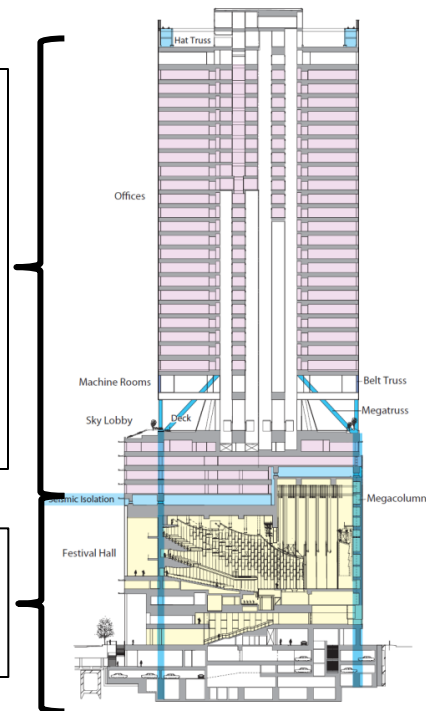 Hat Truss
Offices
Machine Rooms
Belt Truss
Megatruss
Sky Lobby
Deck
Seismic Isolation
Megacolumn
Festival Hall